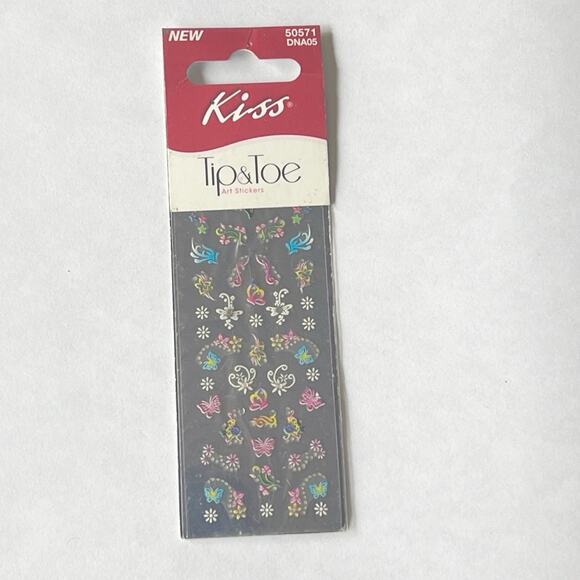 NEW
50571
DNA05
Kiss®
Tip&Toe
Art Stickers